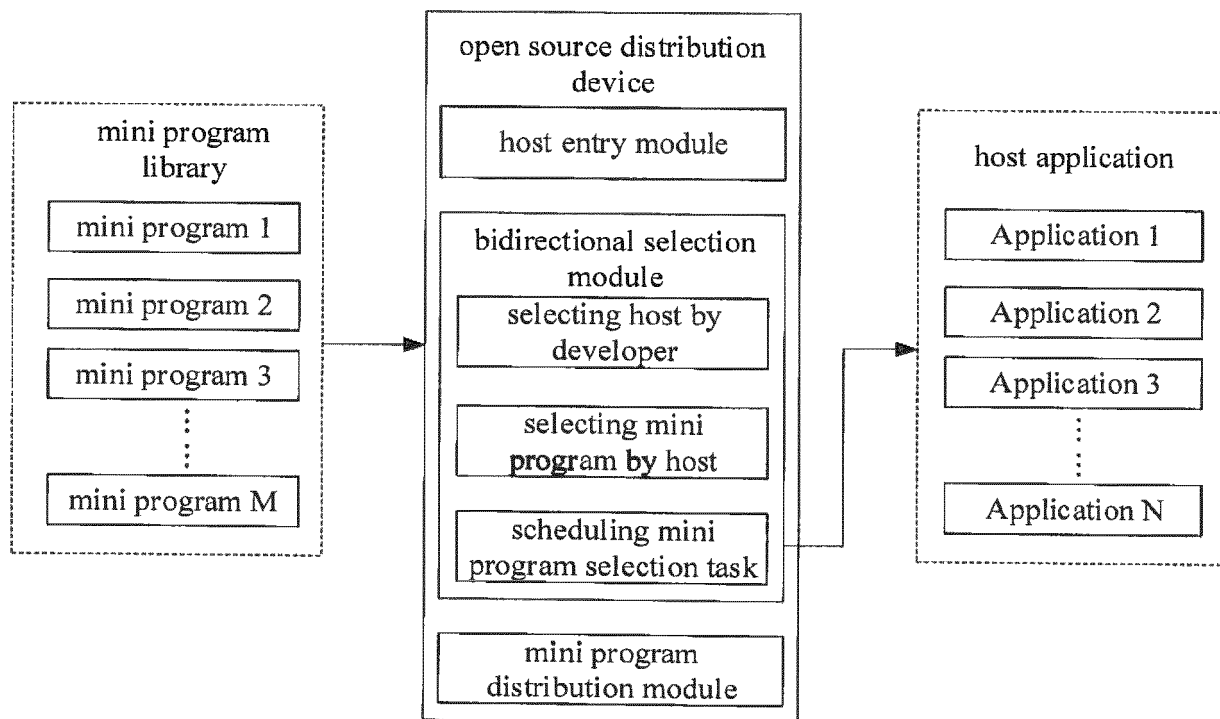 mini program
library
mini program 1
mini program 2
mini program 3
mini program M
open source distribution
device
host entry module
bidirectional selection
module
selecting host by
developer
selecting mini
program by host
scheduling mini
program selection task
mini program
distribution module
host application
Application 1
Application 2
Application 3
Application N